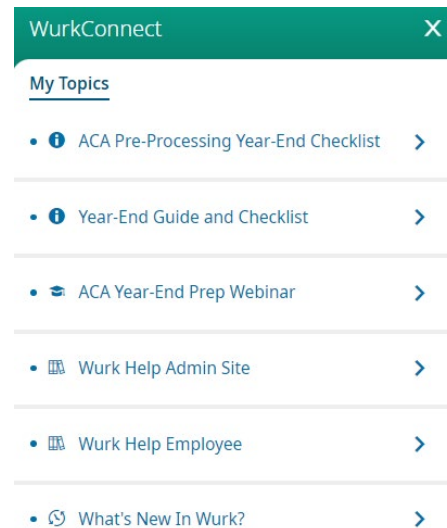 WurkConnect X
My Topics
ACA Pre-Processing Year-End Checklist
Year-End Guide and Checklist
ACA Year-End Prep Webinar
Wurk Help Admin Site
Wurk Help Employee
What's New In Wurk?